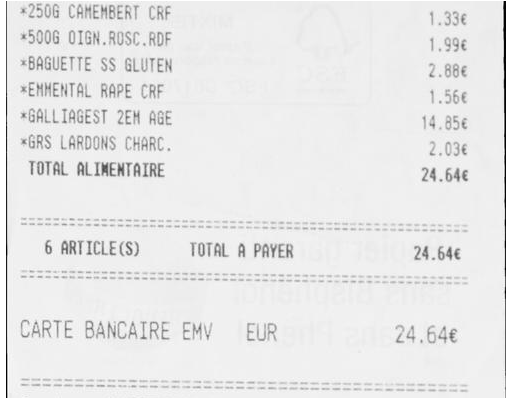 *250G CAMEMBERT CRF 1.33€
*500G OIGN.ROSC.RDF 1.99€
*BAGUETTE SS GLUTEN 2.88€
*EMMENTAL RAPE CRF 1.56€
*GALLIAGEST 2EM AGE 14.85€
*GRS LARDONS CHARC. 2.03€
TOTAL ALIMENTAIRE 24.64€
6 ARTICLE(S) TOTAL A PAYER 24.64€
CARTE BANCAIRE EMV EUR 24.64€